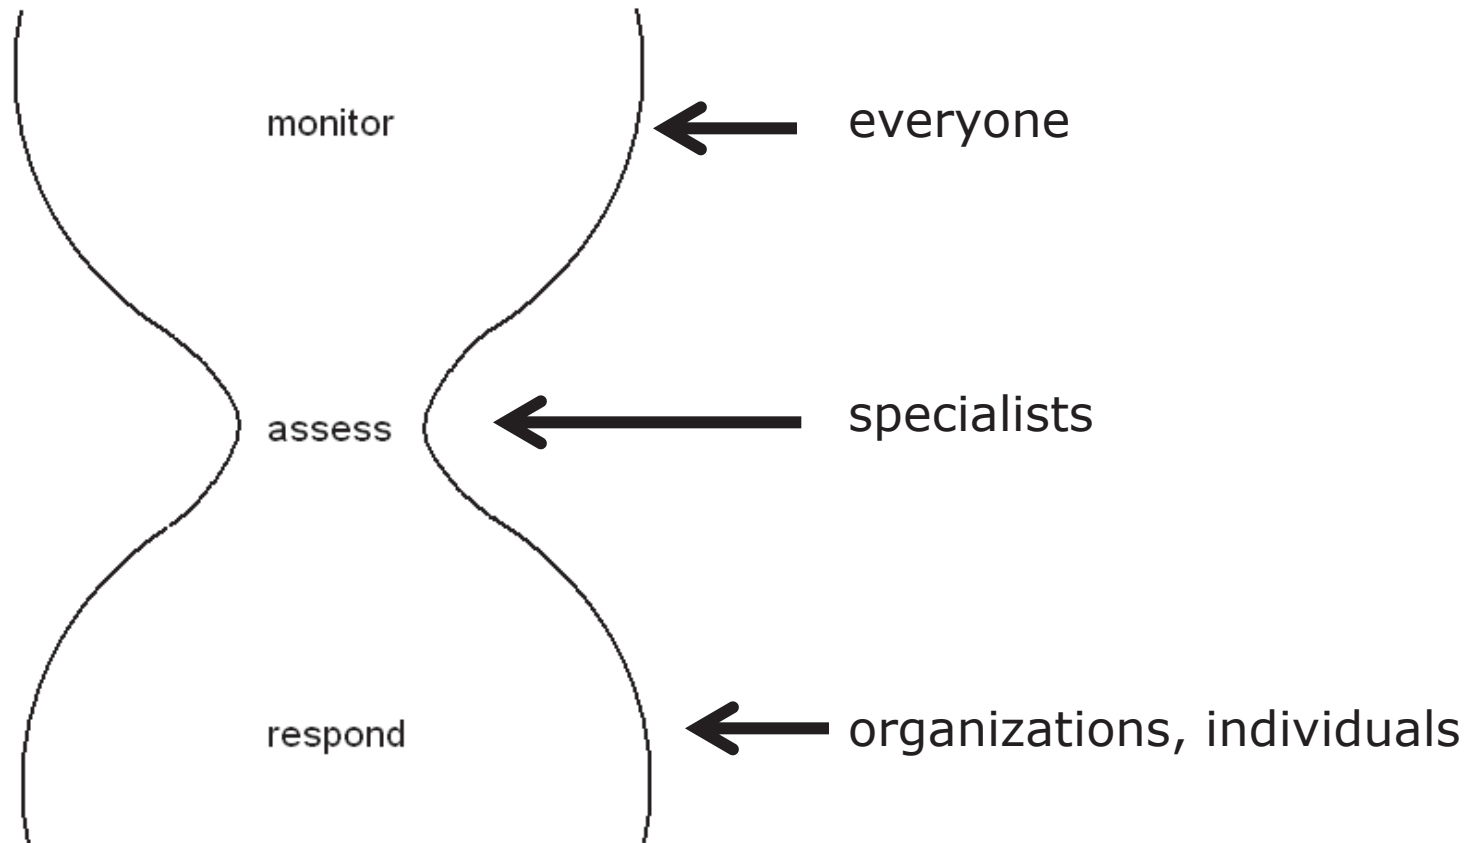 monitor everyone
assess specialists
respond organizations, individuals